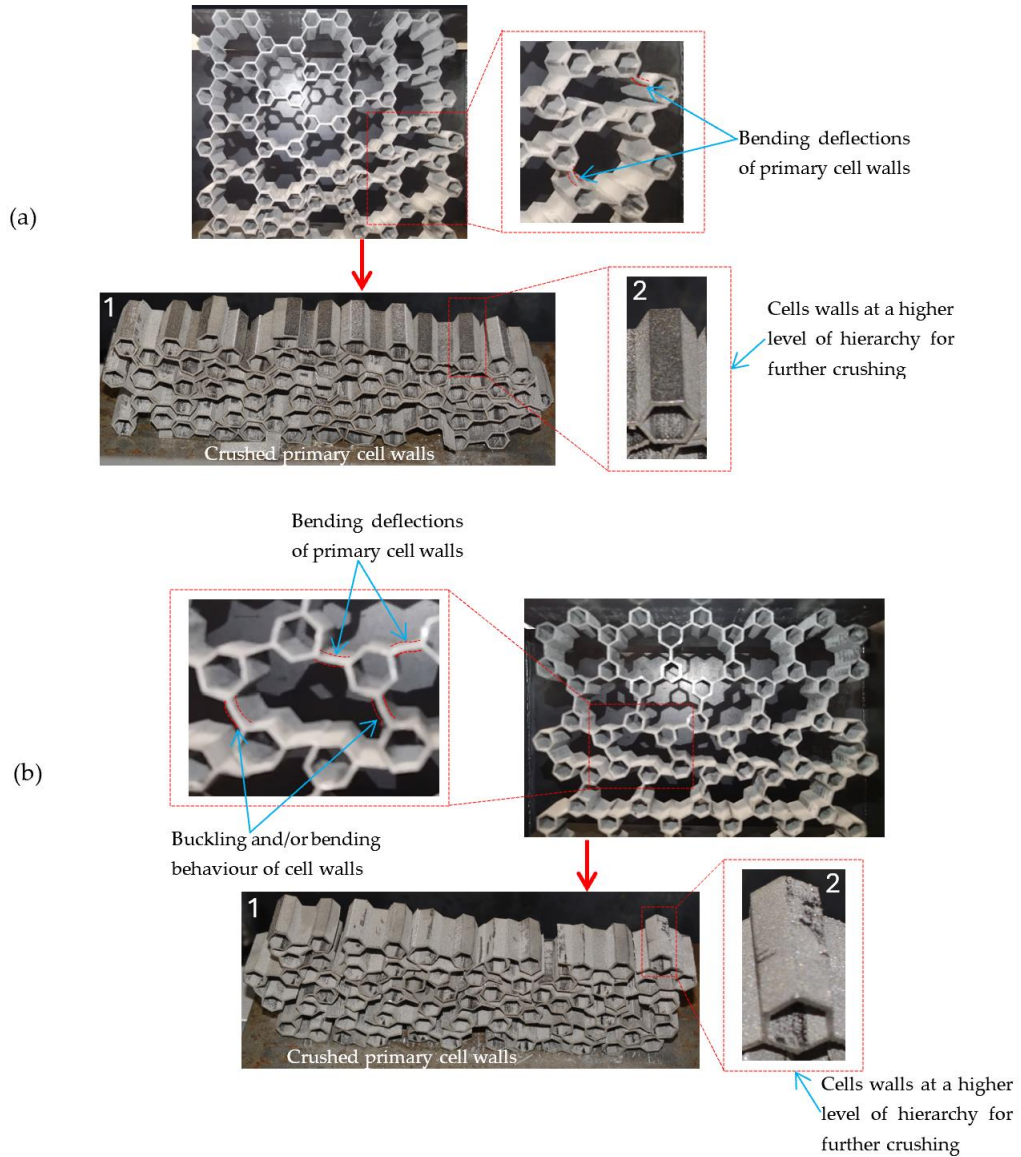 Bending deflections
of primary cell walls
(a)
1
2
Cells walls at a higher
level of hierarchy for
further crushing
Crushed primary cell walls
Bending deflections
of primary cell walls
(b)
Buckling and/or bending
behaviour of cell walls
1
2
Crushed primary cell walls
Cells walls at a higher
level of hierarchy for
further crushing